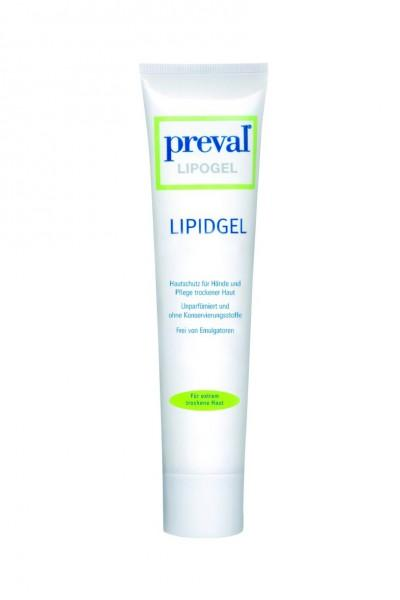 preval®
LIPOGEL
LIPIDGEL
Hautschutz für Hände und
Pflege trockener Haut
Unparfümiert und
ohne Konservierungsstoffe
Frei von Emulgatoren
Für extrem
trockene Haut